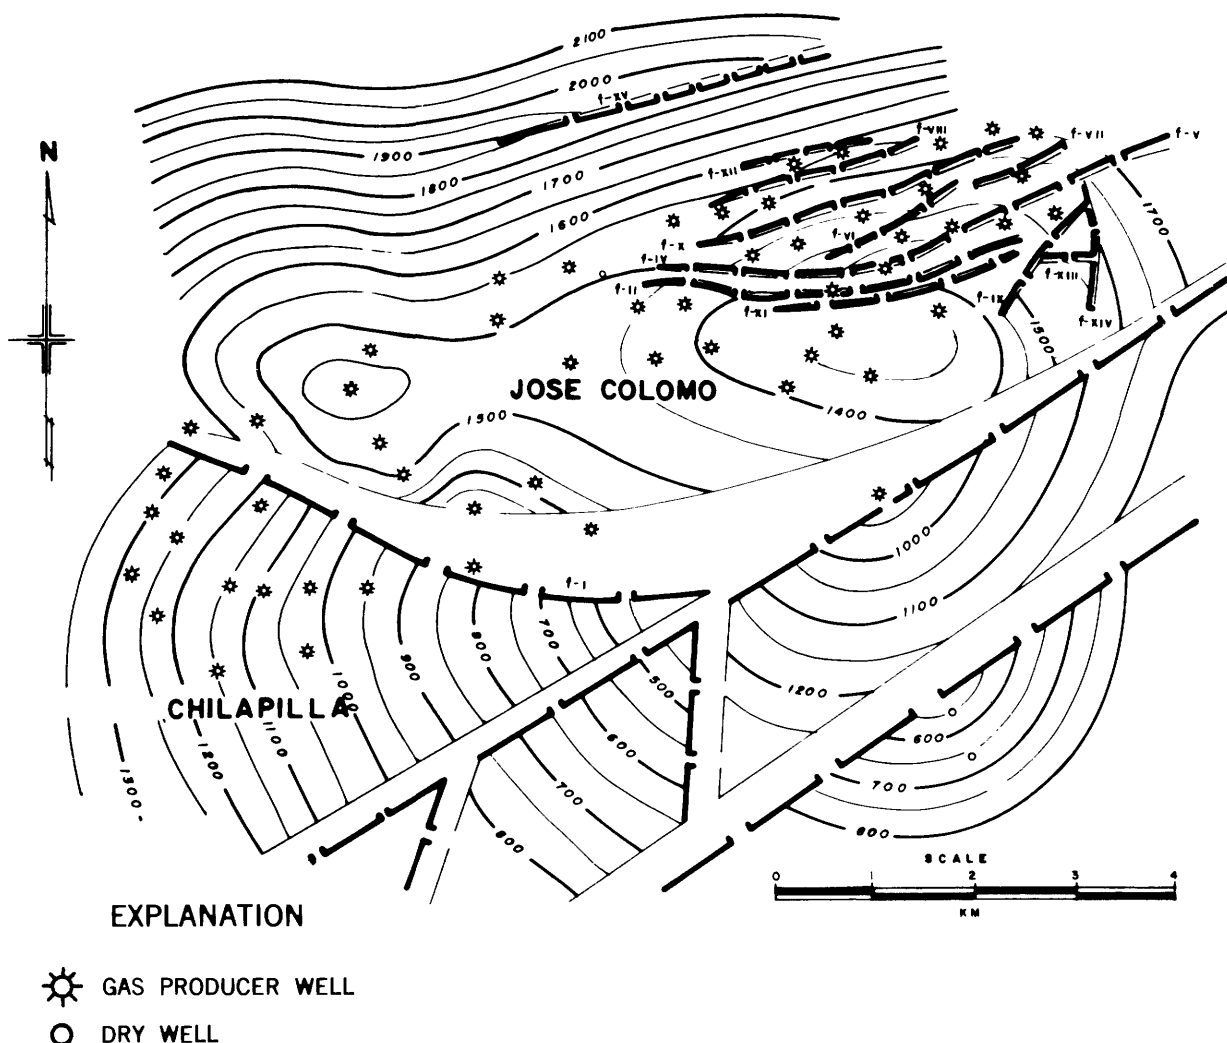 2100
2000
f-XV
1900
1800
1700
1600
N
f-VIII
f-VII
f-V
f-XII
f-X
f-VI
f-IV
f-II
f-XI
f-IX
f-XIII
f-XIV
1700
1500
JOSE COLOMO
1400
1500
1000
1100
1200
f-I
700
800
900
1000
1100
1200
1300
CHILAPILLA
500
600
700
800
600
700
800
SCALE
0 1 2 3 4
KM
EXPLANATION
GAS PRODUCER WELL
DRY WELL